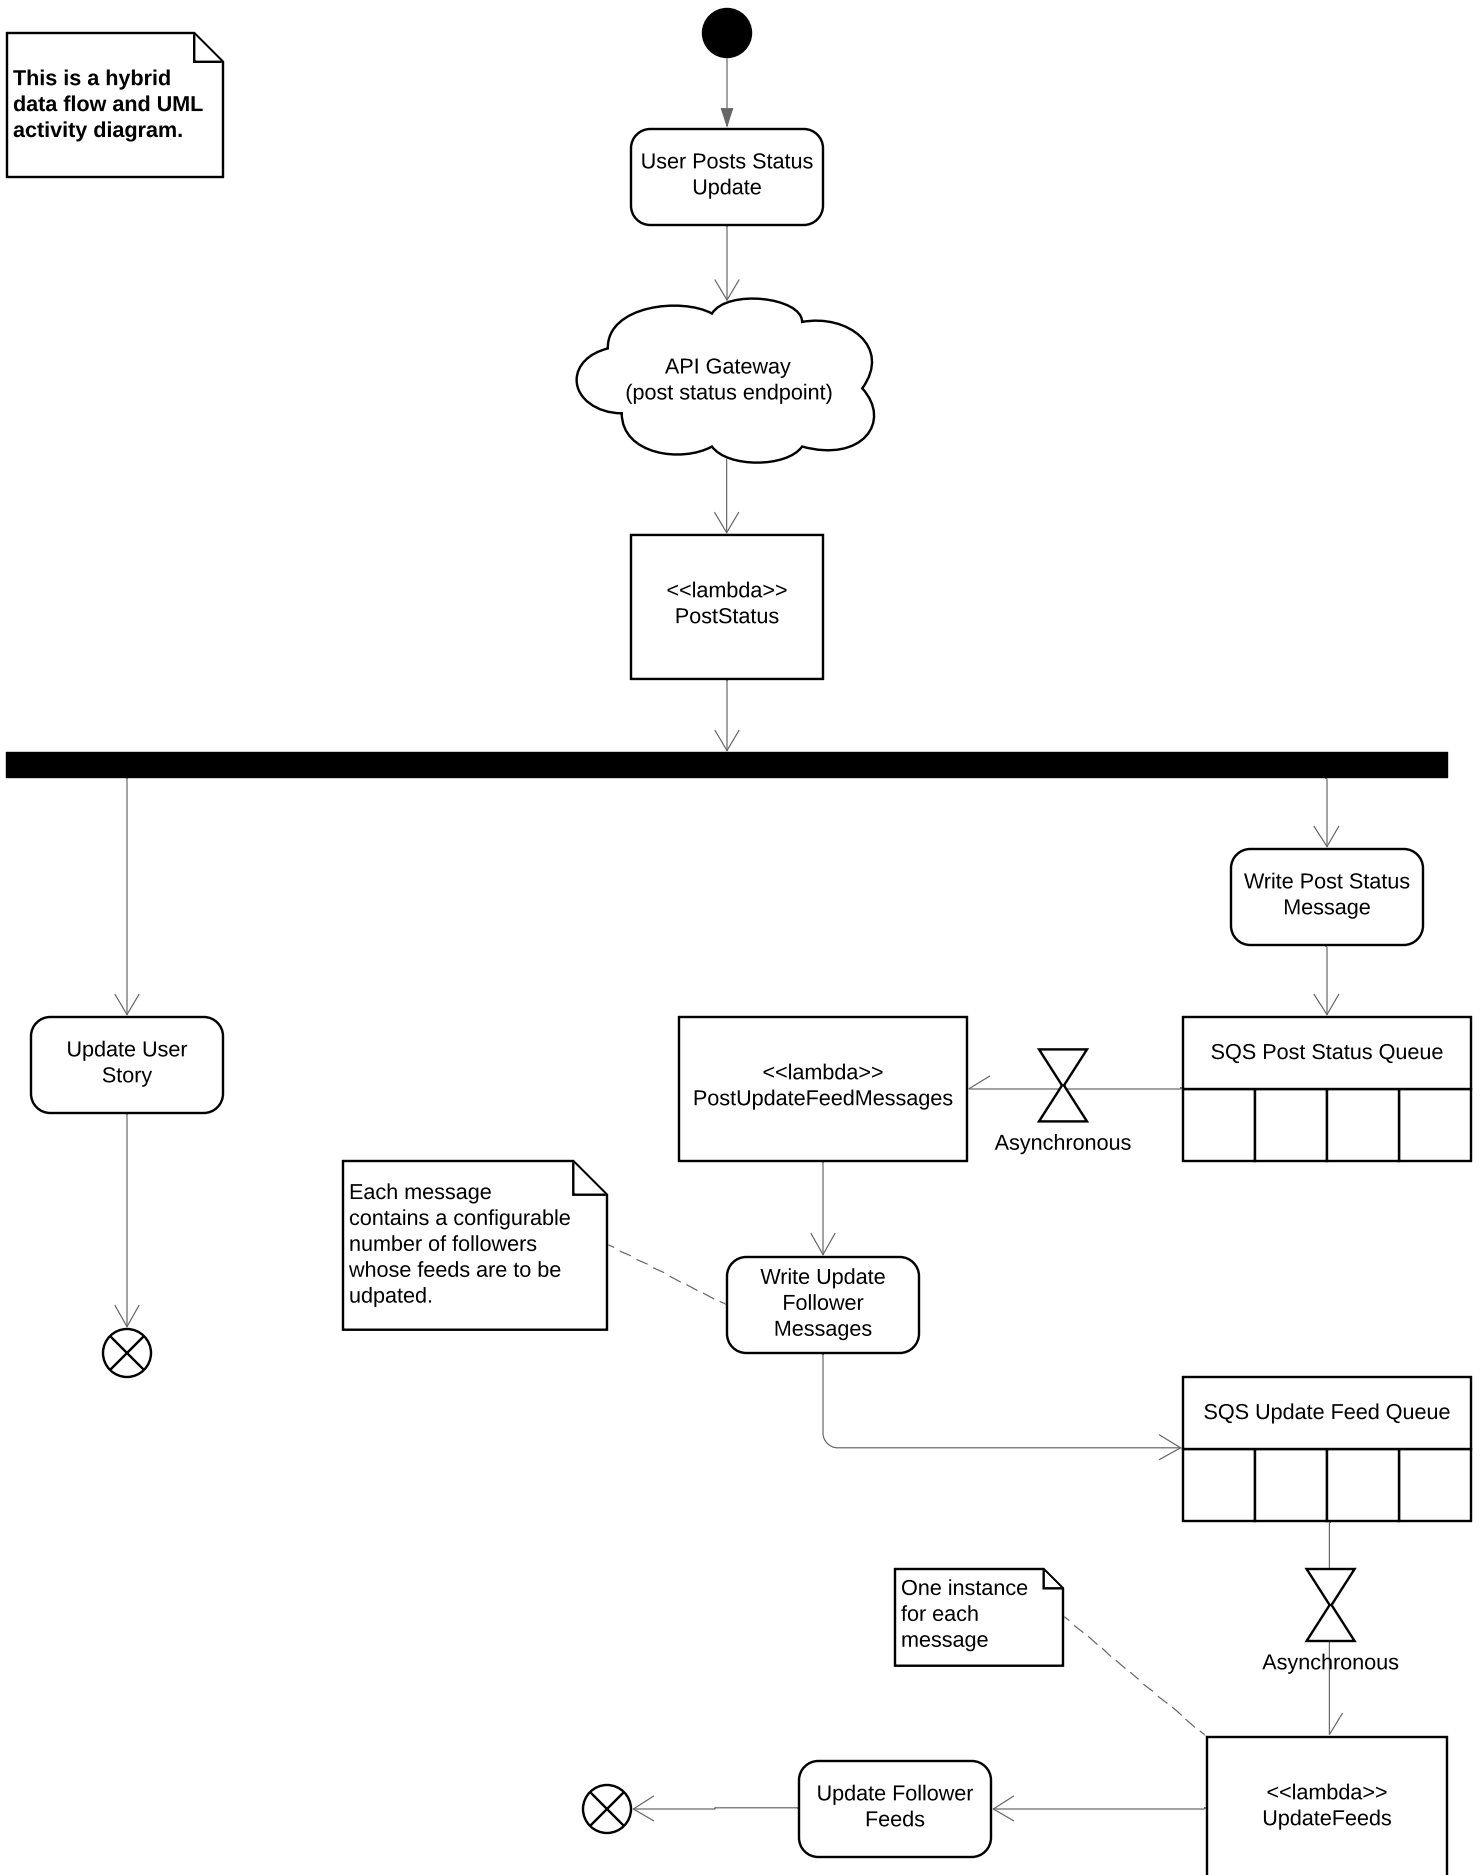 This is a hybrid
data flow and UML
activity diagram.
User Posts Status
Update
API Gateway
(post status endpoint)
<<lambda>>
PostStatus
Write Post Status
Message
Update User
Story
<<lambda>>
PostUpdateFeedMessages
Asynchronous
SQS Post Status Queue
Each message
contains a configurable
number of followers
whose feeds are to be
udpated.
Write Update
Follower
Messages
SQS Update Feed Queue
One instance
for each
message
Asynchronous
Update Follower
Feeds
<<lambda>>
UpdateFeeds